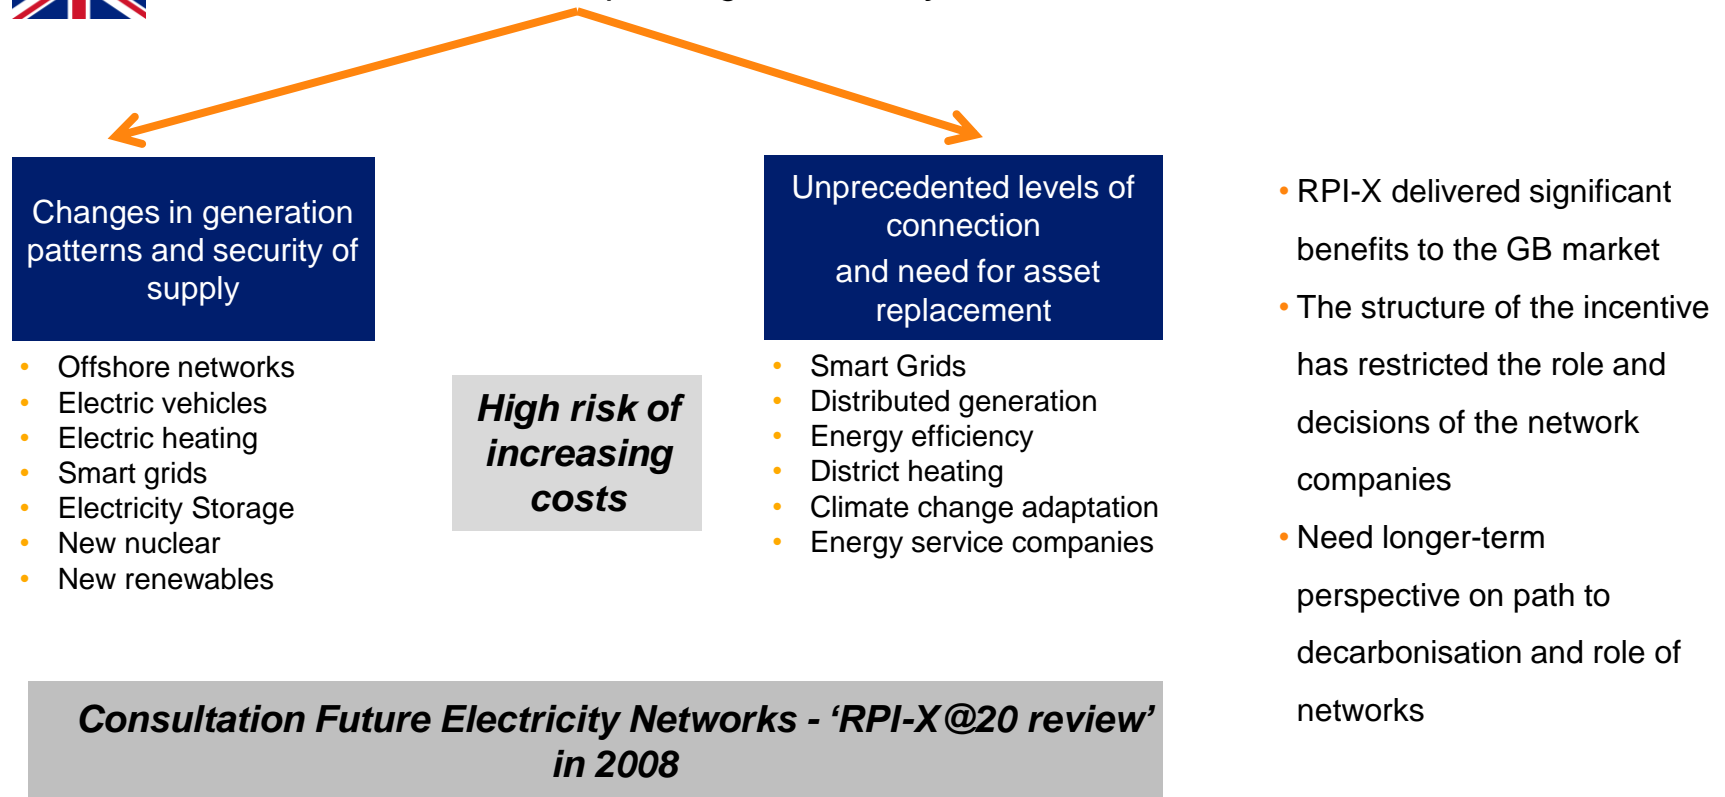 Changes in generation
patterns and security of
supply
• Offshore networks
• Electric vehicles
• Electric heating
• Smart grids
• Electricity Storage
• New nuclear
• New renewables
High risk of
increasing
costs
Unprecedented levels of
connection
and need for asset
replacement
• Smart Grids
• Distributed generation
• Energy efficiency
• District heating
• Climate change adaptation
• Energy service companies
Consultation Future Electricity Networks - ‘RPI-X@20 review’
in 2008
• RPI-X delivered significant
benefits to the GB market
• The structure of the incentive
has restricted the role and
decisions of the network
companies
• Need longer-term
perspective on path to
decarbonisation and role of
networks